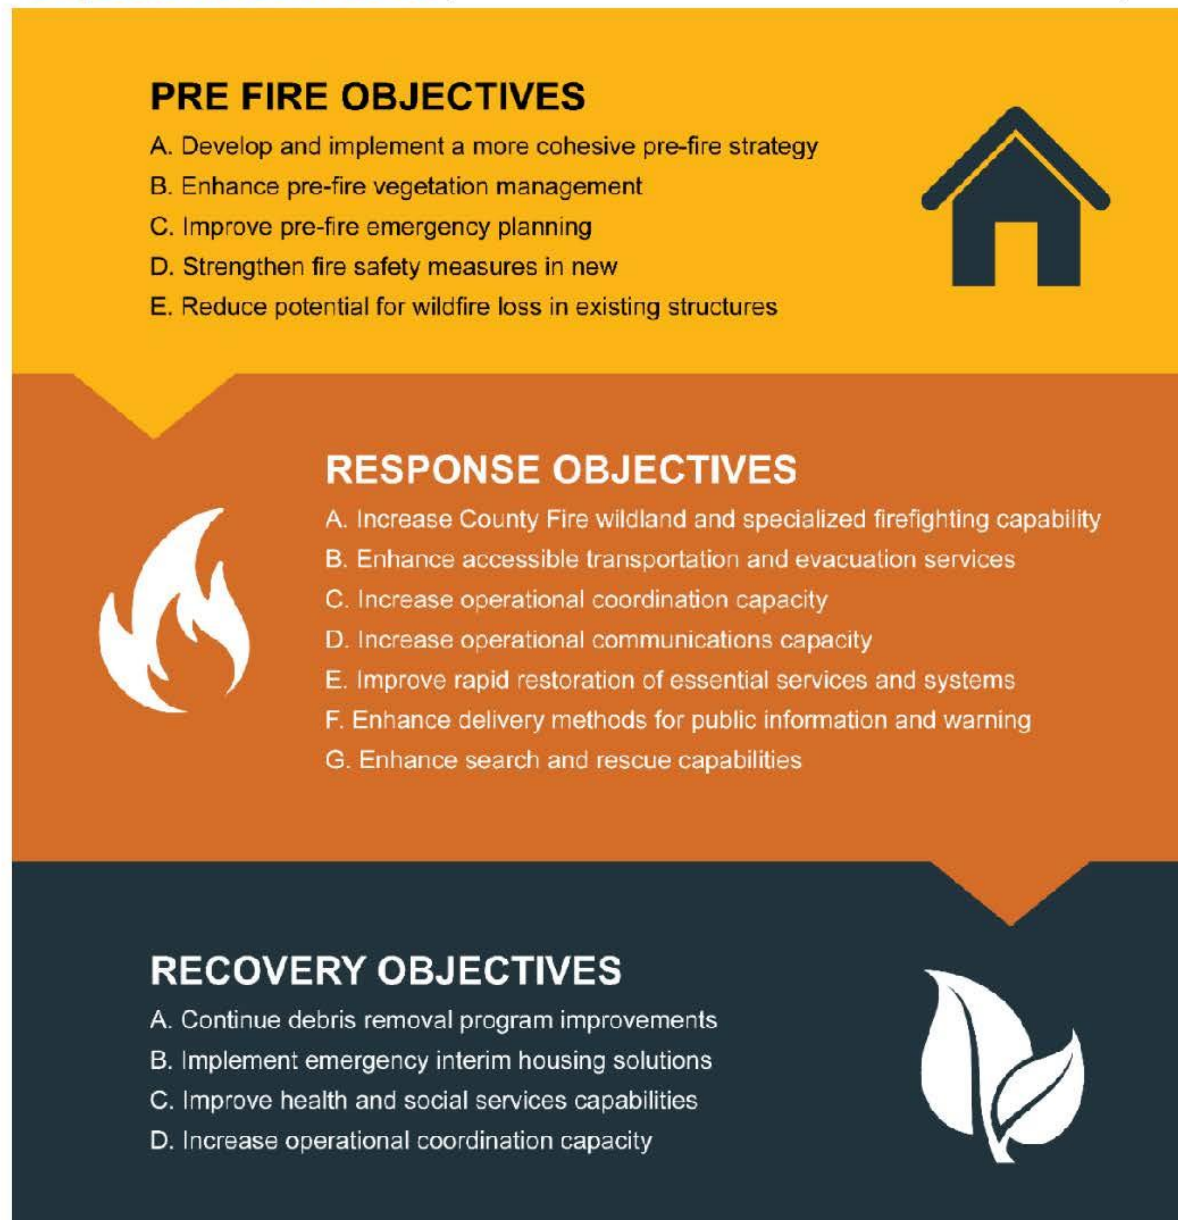 PRE FIRE OBJECTIVES
A. Develop and implement a more cohesive pre-fire strategy
B. Enhance pre-fire vegetation management
C. Improve pre-fire emergency planning
D. Strengthen fire safety measures in new
E. Reduce potential for wildfire loss in existing structures
RESPONSE OBJECTIVES
A. Increase County Fire wildland and specialized firefighting capability
B. Enhance accessible transportation and evacuation services
C. Increase operational coordination capacity
D. Increase operational communications capacity
E. Improve rapid restoration of essential services and systems
F. Enhance delivery methods for public information and warning
G. Enhance search and rescue capabilities
RECOVERY OBJECTIVES
A. Continue debris removal program improvements
B. Implement emergency interim housing solutions
C. Improve health and social services capabilities
D. Increase operational coordination capacity